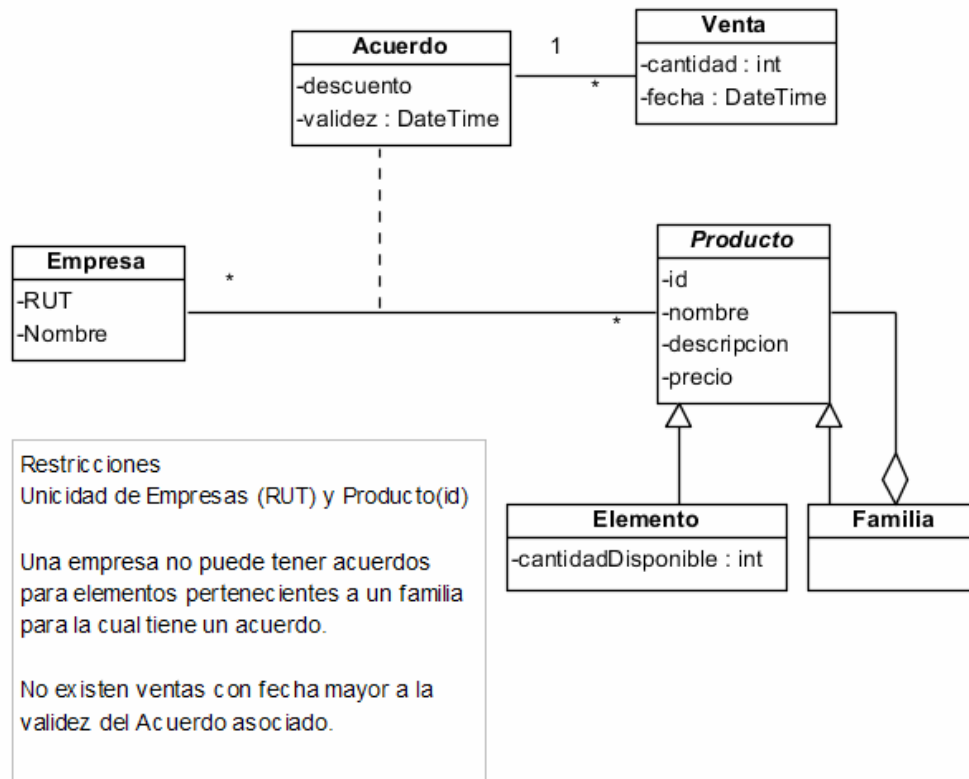 Acuerdo
-descuento
-validez : DateTime
1
*
Venta
-cantidad : int
-fecha : DateTime
Empresa
-RUT
-Nombre
*
*
Producto
-id
-nombre
-descripcion
-precio
Elemento
-cantidadDisponible : int
Familia
Restricciones
Unicidad de Empresas (RUT) y Producto(id)
Una empresa no puede tener acuerdos
para elementos pertenecientes a un familia
para la cual tiene un acuerdo.
No existen ventas con fecha mayor a la
validez del Acuerdo asociado.